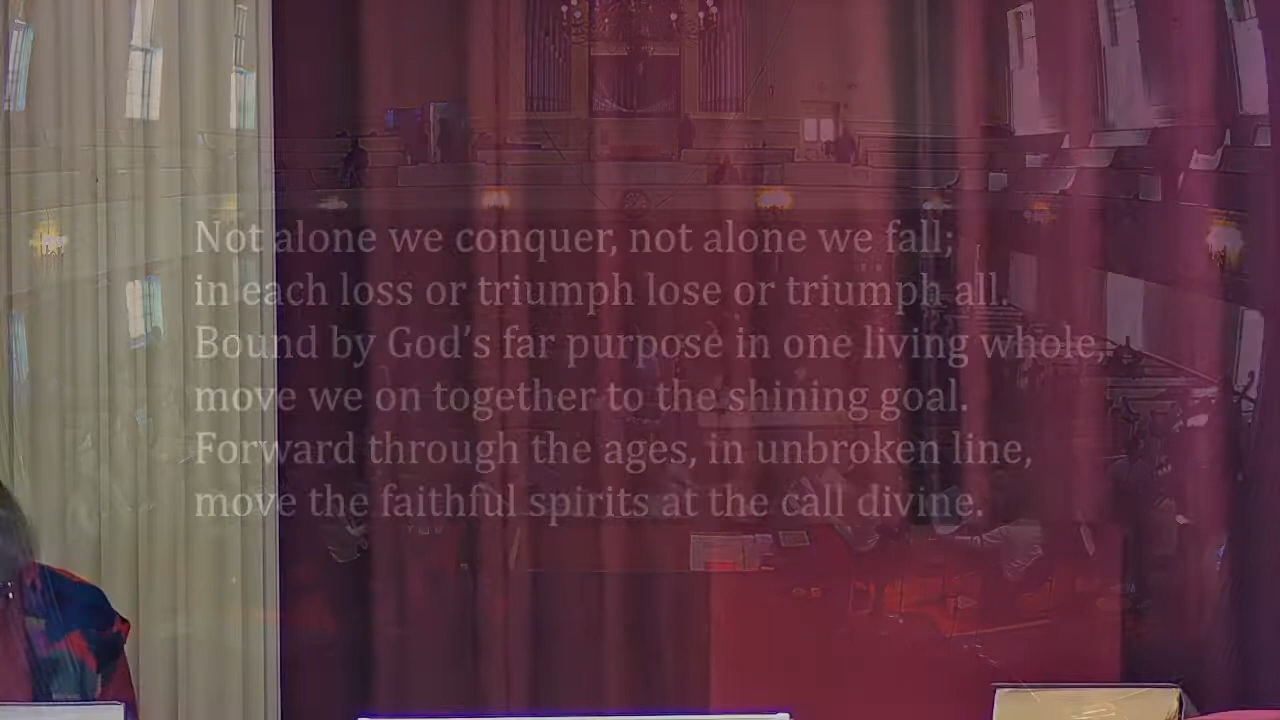 Not alone we conquer, not alone we fall;
in each loss or triumph lose or triumph all.
Bound by God’s far purpose in one living whole,
move we on together to the shining goal.
Forward through the ages, in unbroken line,
move the faithful spirits at the call divine.